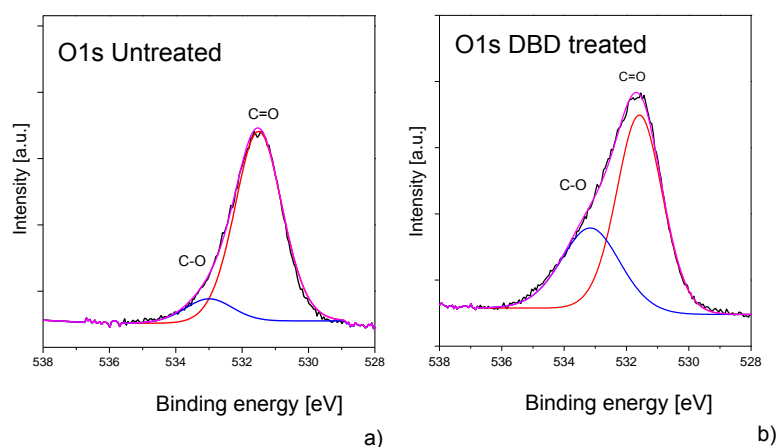 O1s Untreated
C=O
C-O
Intensity [a.u.]
538 536 534 532 530 528
Binding energy [eV]
a)
O1s DBD treated
C=O
C-O
Intensity [a.u.]
538 536 534 532 530 528
Binding energy [eV]
b)